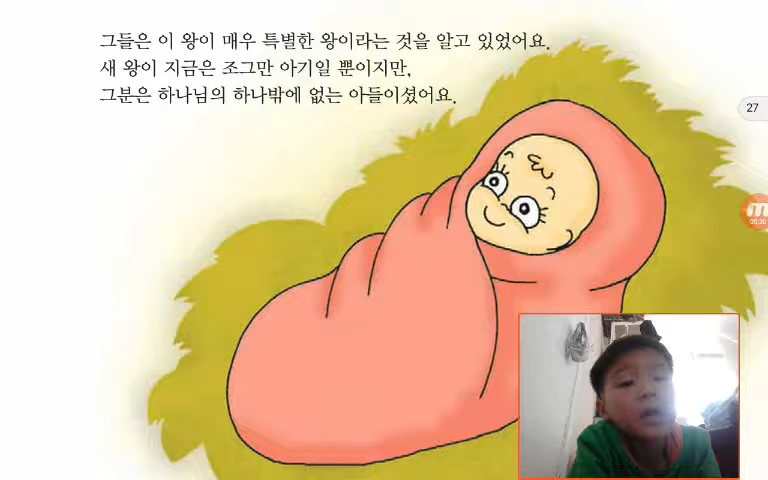 그들은 이 왕이 매우 특별한 왕이라는 것을 알고 있었어요.
새 왕이 지금은 조그만 아기일 뿐이지만,
그분은 하나님의 하나밖에 없는 아들이셨어요.
27
05:30